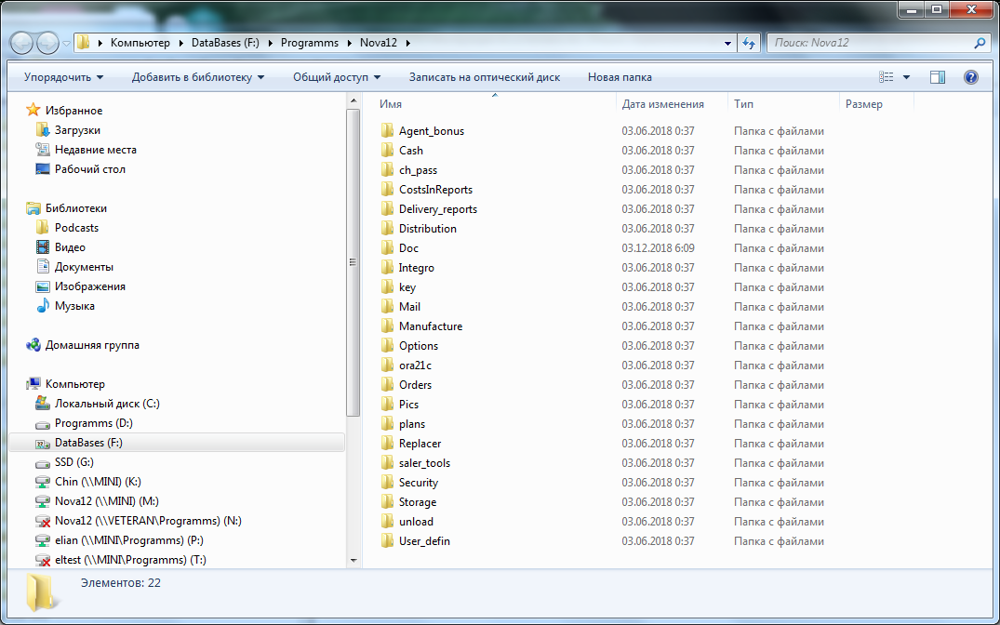 Компьютер DataBases (F:) Programms Nova12 Поиск: Nova12
Упорядочить Добавить в библиотеку Общий доступ Записать на оптический диск Новая папка
Избранное
Загрузки
Недавние места
Рабочий стол
Библиотеки
Podcasts
Видео
Документы
Изображения
Музыка
Домашняя группа
Компьютер
Локальный диск (C:)
Programms (D:)
DataBases (F:)
SSD (G:)
Chin (\\MINI) (K:)
Nova12 (\\MINI) (M:)
Nova12 (\\VETERAN\Programms) (N:)
elian (\\MINI\Programms) (P:)
eltest (\\MINI\Programms) (T:)
Имя Дата изменения Тип Размер
Agent_bonus 03.06.2018 0:37 Папка с файлами
Cash 03.06.2018 0:37 Папка с файлами
ch_pass 03.06.2018 0:37 Папка с файлами
CostsInReports 03.06.2018 0:37 Папка с файлами
Delivery_reports 03.06.2018 0:37 Папка с файлами
Distribution 03.06.2018 0:37 Папка с файлами
Doc 03.12.2018 6:09 Папка с файлами
Integro 03.06.2018 0:37 Папка с файлами
key 03.06.2018 0:37 Папка с файлами
Mail 03.06.2018 0:37 Папка с файлами
Manufacture 03.06.2018 0:37 Папка с файлами
Options 03.06.2018 0:37 Папка с файлами
ora21c 03.06.2018 0:37 Папка с файлами
Orders 03.06.2018 0:37 Папка с файлами
Pics 03.06.2018 0:37 Папка с файлами
plans 03.06.2018 0:37 Папка с файлами
Replacer 03.06.2018 0:37 Папка с файлами
saler_tools 03.06.2018 0:37 Папка с файлами
Security 03.06.2018 0:37 Папка с файлами
Storage 03.06.2018 0:37 Папка с файлами
unload 03.06.2018 0:37 Папка с файлами
User_defin 03.06.2018 0:37 Папка с файлами
Элементов: 22